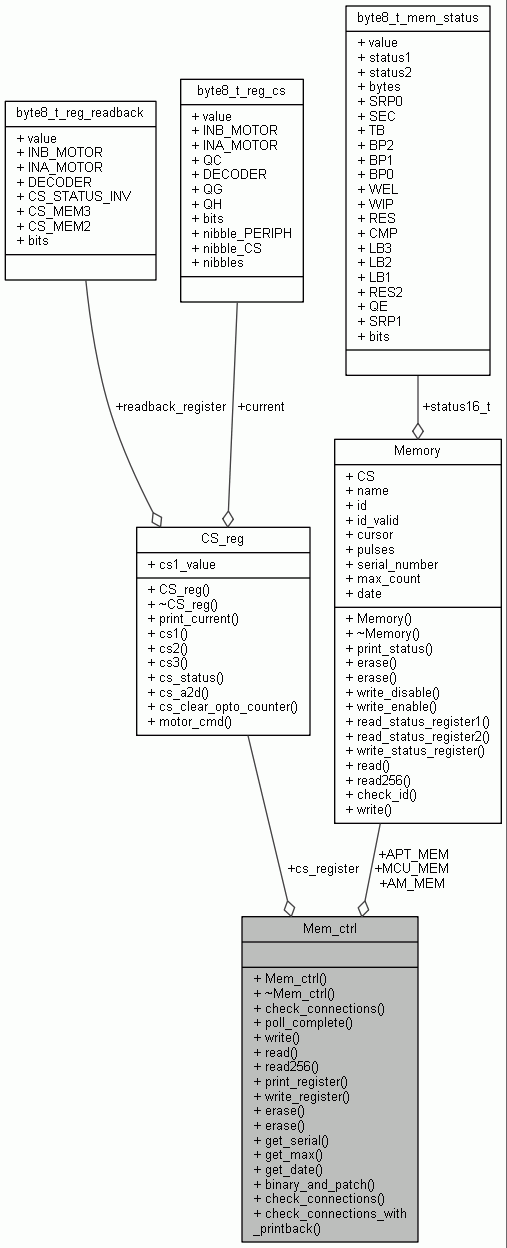 byte8_t_mem_status
+ value
+ status1
+ status2
+ bytes
+ SRP0
+ SEC
+ TB
+ BP2
+ BP1
+ BP0
+ WEL
+ WIP
+ RES
+ CMP
+ LB3
+ LB2
+ LB1
+ RES2
+ QE
+ SRP1
+ bits
byte8_t_reg_cs
+ value
+ INB_MOTOR
+ INA_MOTOR
+ QC
+ DECODER
+ QG
+ QH
+ bits
+ nibble_PERIPH
+ nibble_CS
+ nibbles
byte8_t_reg_readback
+ value
+ INB_MOTOR
+ INA_MOTOR
+ DECODER
+ CS_STATUS_INV
+ CS_MEM3
+ CS_MEM2
+ bits
+readback_register
+current
+status16_t
Memory
+ CS
+ name
+ id
+ id_valid
+ cursor
+ pulses
+ serial_number
+ max_count
+ date
+ Memory()
+ ~Memory()
+ print_status()
+ erase()
+ erase()
+ write_disable()
+ write_enable()
+ read_status_register1()
+ read_status_register2()
+ write_status_register()
+ read()
+ read256()
+ check_id()
+ write()
CS_reg
+ cs1_value
+ CS_reg()
+ ~CS_reg()
+ print_current()
+ cs1()
+ cs2()
+ cs3()
+ cs_status()
+ cs_a2d()
+ cs_clear_opto_counter()
+ motor_cmd()
+cs_register
+APT_MEM
+MCU_MEM
+AM_MEM
Mem_ctrl
+ Mem_ctrl()
+ ~Mem_ctrl()
+ check_connections()
+ poll_complete()
+ write()
+ read()
+ read256()
+ print_register()
+ write_register()
+ erase()
+ erase()
+ get_serial()
+ get_max()
+ get_date()
+ binary_and_patch()
+ check_connections()
+ check_connections_with
_printback()